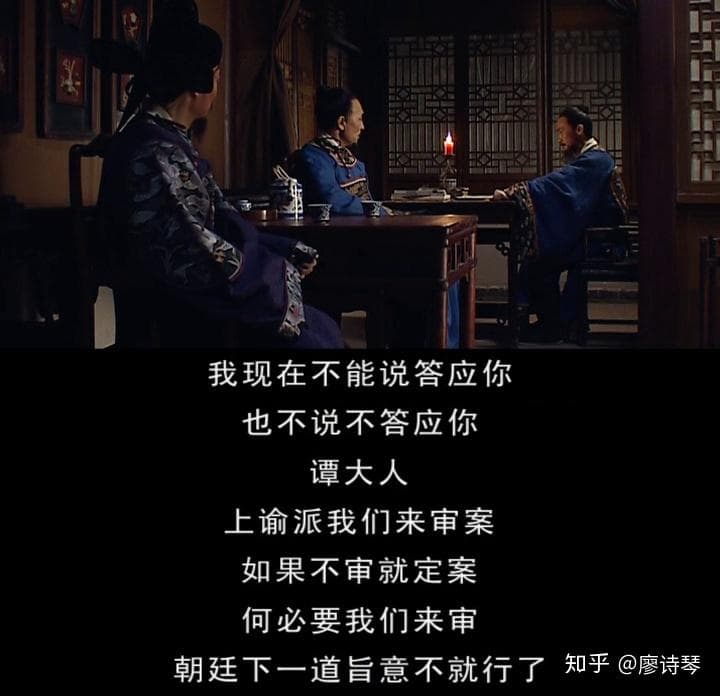 我现在不能说答应你
也不说不答应你
谭大人
上谕派我们来审案
如果不审就定案
何必要我们来审
朝廷下一道旨意不就行了
知乎 @廖诗琴